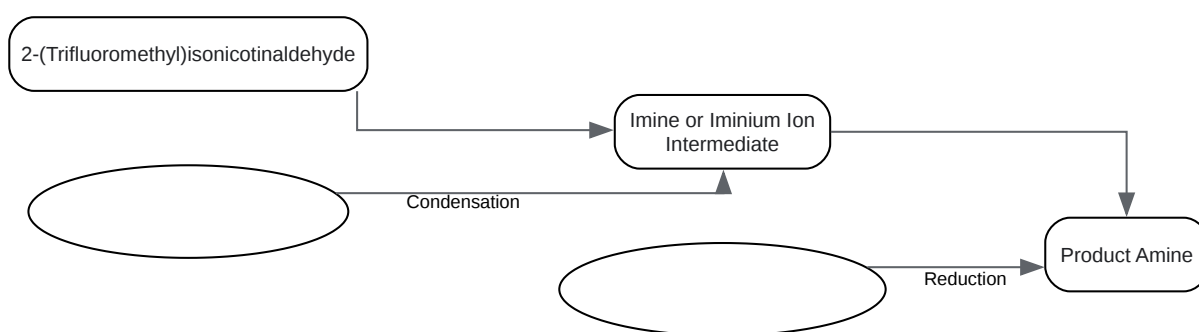 2-(Trifluoromethyl)isonicotinaldehyde
Imine or Iminium Ion
Intermediate
Condensation
Product Amine
Reduction